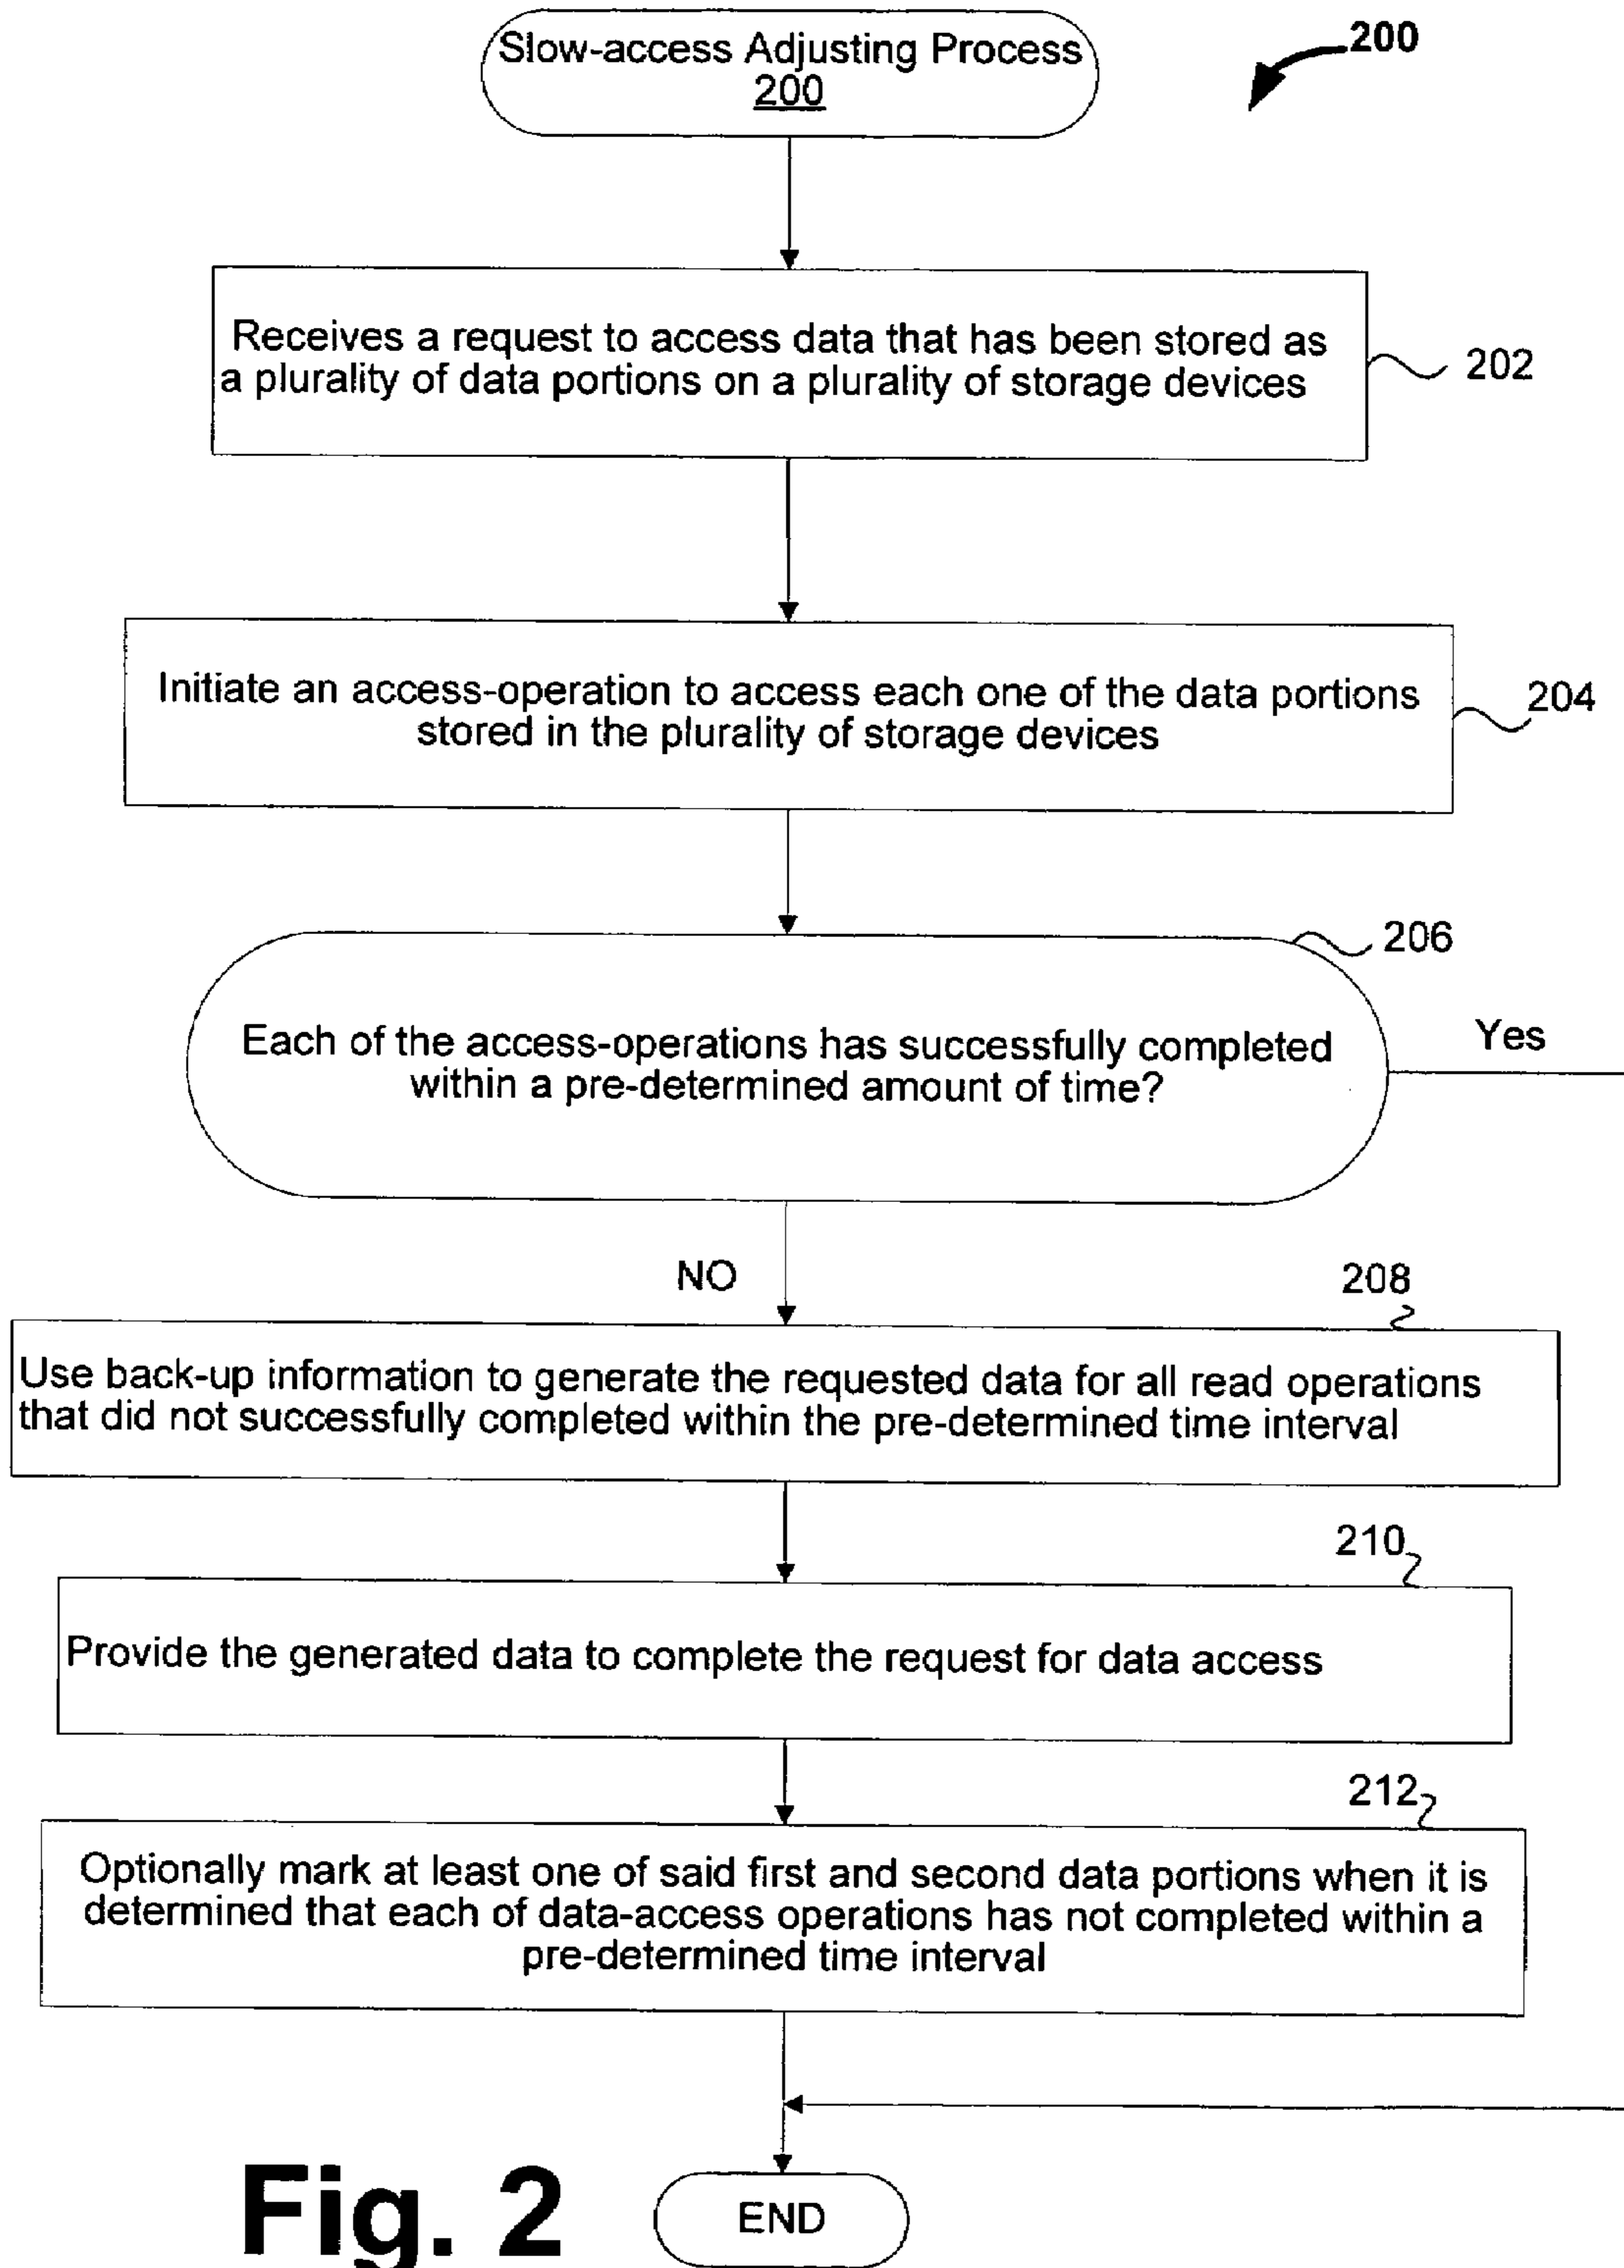 Slow-access Adjusting Process
200
200
Receives a request to access data that has been stored as
a plurality of data portions on a plurality of storage devices
202
Initiate an access-operation to access each one of the data portions
stored in the plurality of storage devices
204
206
Each of the access-operations has successfully completed
within a pre-determined amount of time?
Yes
NO
208
Use back-up information to generate the requested data for all read operations
that did not successfully completed within the pre-determined time interval
210
Provide the generated data to complete the request for data access
212
Optionally mark at least one of said first and second data portions when it is
determined that each of data-access operations has not completed within a
pre-determined time interval
END
Fig. 2